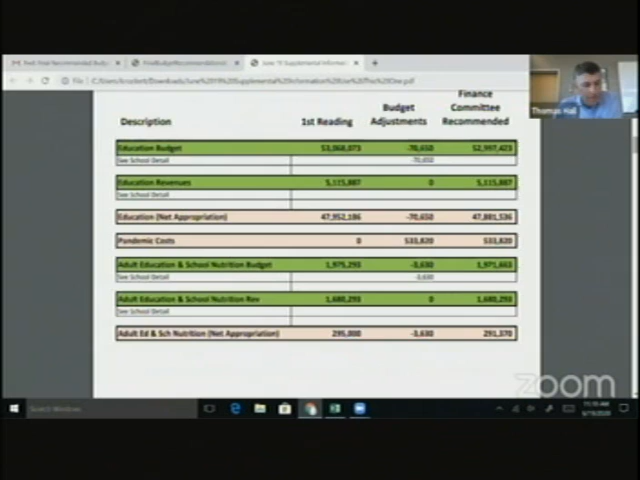 Thomas Hall
Finance
Budget Committee
Description 1st Reading Adjustments Recommended
Education Budget 53,068,073 -70,650 52,997,423
See School Detail -70,650
Education Revenues 5,115,887 0 5,115,887
See School Detail
Education (Net Appropriation) 47,952,186 -70,650 47,881,536
Pandemic Costs 0 533,820 533,820
Adult Education & School Nutrition Budget 1,975,293 -3,630 1,971,663
See School Detail -3,630
Adult Education & School Nutrition Rev 1,680,293 0 1,680,293
See School Detail
Adult Ed & Sch Nutrition (Net Appropriation) 295,000 -3,630 291,370
zoom
Search Windows